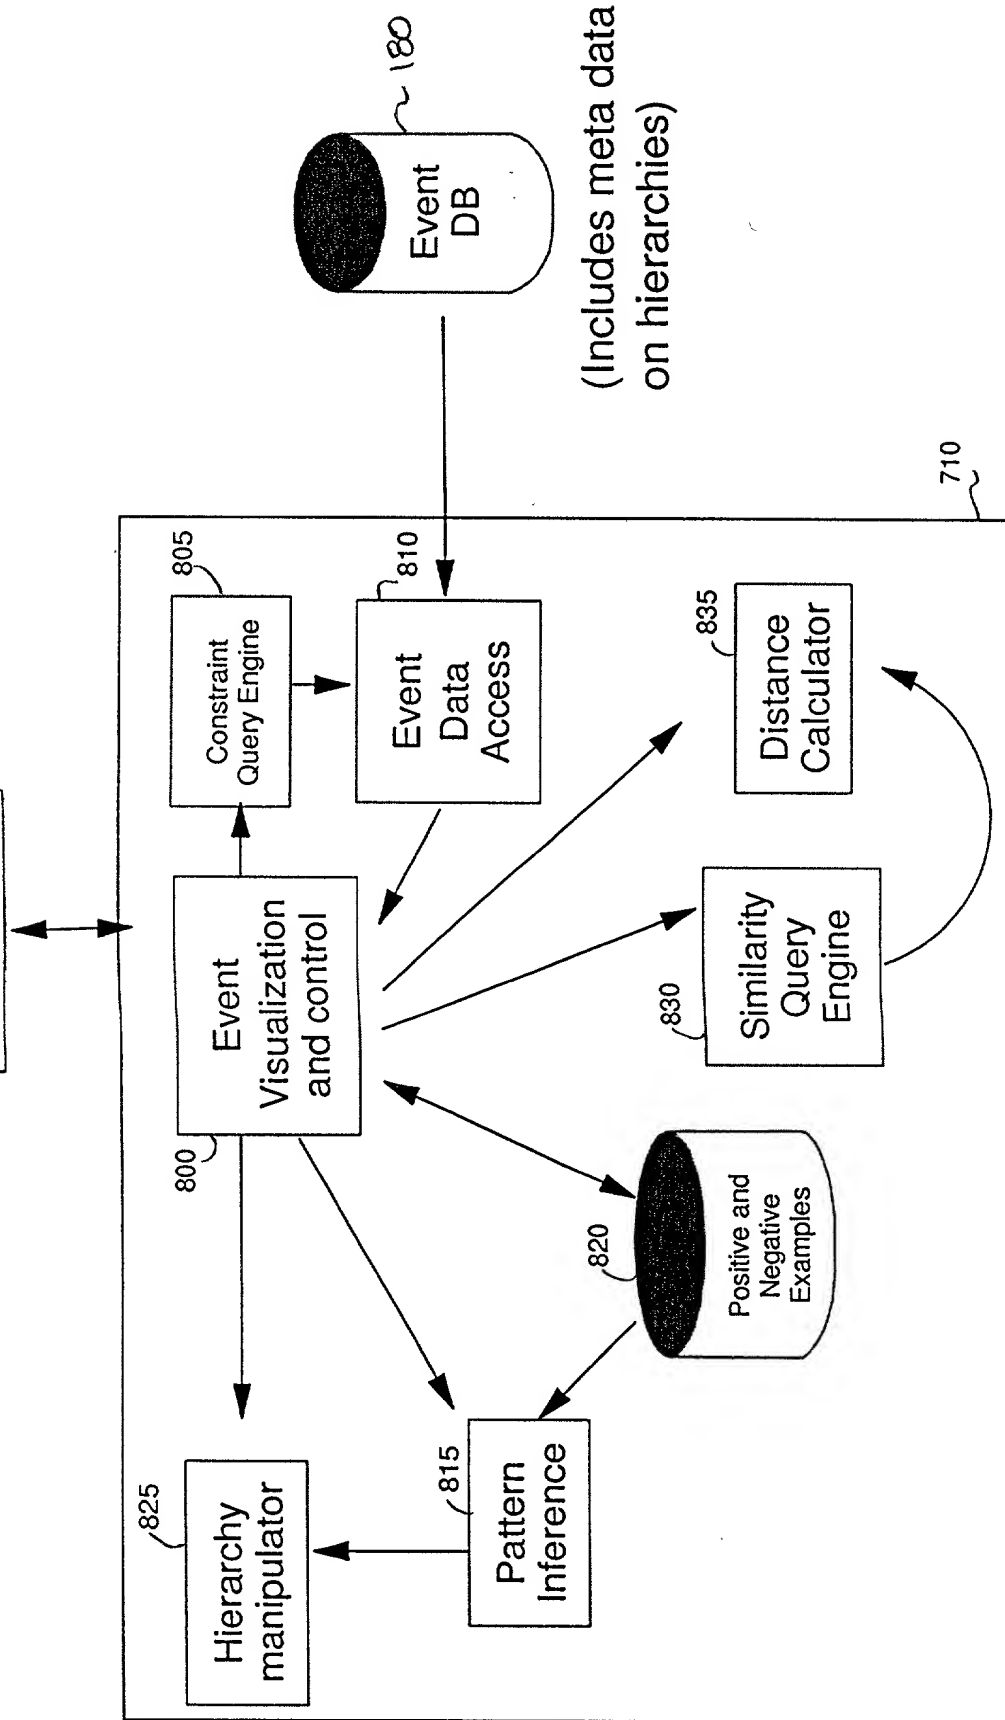 825
Hierarchy
manipulator
800
Event
Visualization
and control
805
Constraint
Query Engine
810
Event
Data
Access
180
Event
DB
(Includes meta data
on hierarchies)
815
Pattern
Inference
820
Positive and
Negative
Examples
830
Similarity
Query
Engine
835
Distance
Calculator
710